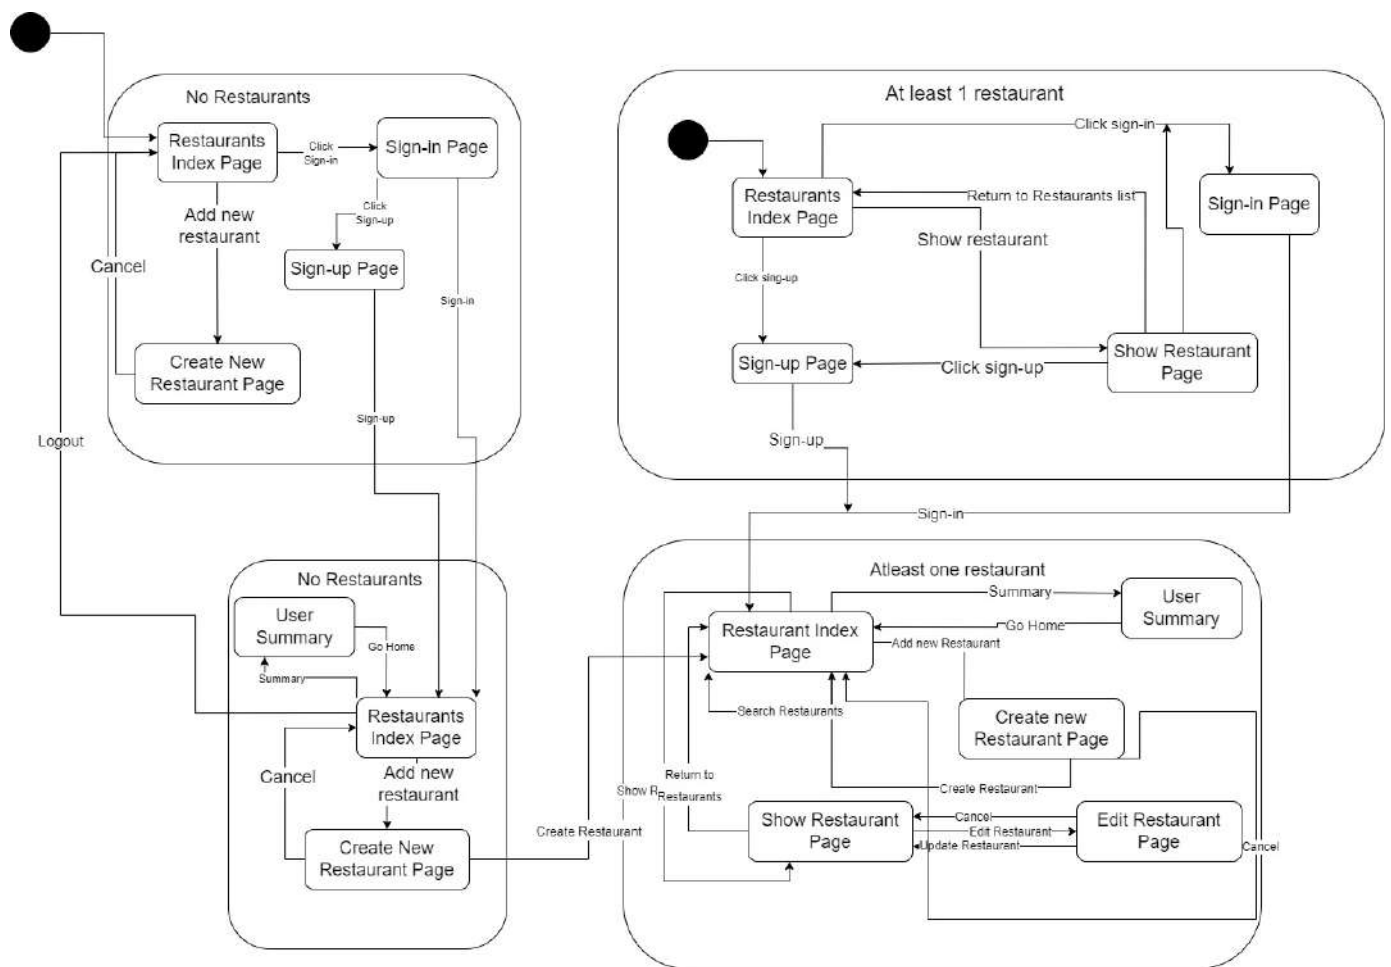 No Restaurants
Restaurants
Index Page
Click
Sign-in
Sign-in Page
Add new
restaurant
Click
Sign-up
Sign-up Page
Cancel
Sign-in
Create New
Restaurant Page
Sign-up
Logout
At least 1 restaurant
Click sign-in
Restaurants
Index Page
Return to Restaurants list
Sign-in Page
Show restaurant
Click sing-up
Sign-up Page
Click sign-up
Show Restaurant
Page
Sign-up
Sign-in
No Restaurants
User
Summary
Go Home
Summary
Restaurants
Index Page
Cancel
Add new
restaurant
Create New
Restaurant Page
Create Restaurant
Atleast one restaurant
Summary
User
Summary
Restaurant Index
Page
Go Home
Add new Restaurant
Search Restaurants
Create new
Restaurant Page
Return to
Show
Restaurants
Create Restaurant
Show Restaurant
Page
Cancel
Edit Restaurant
Update Restaurant
Edit Restaurant
Page
Cancel